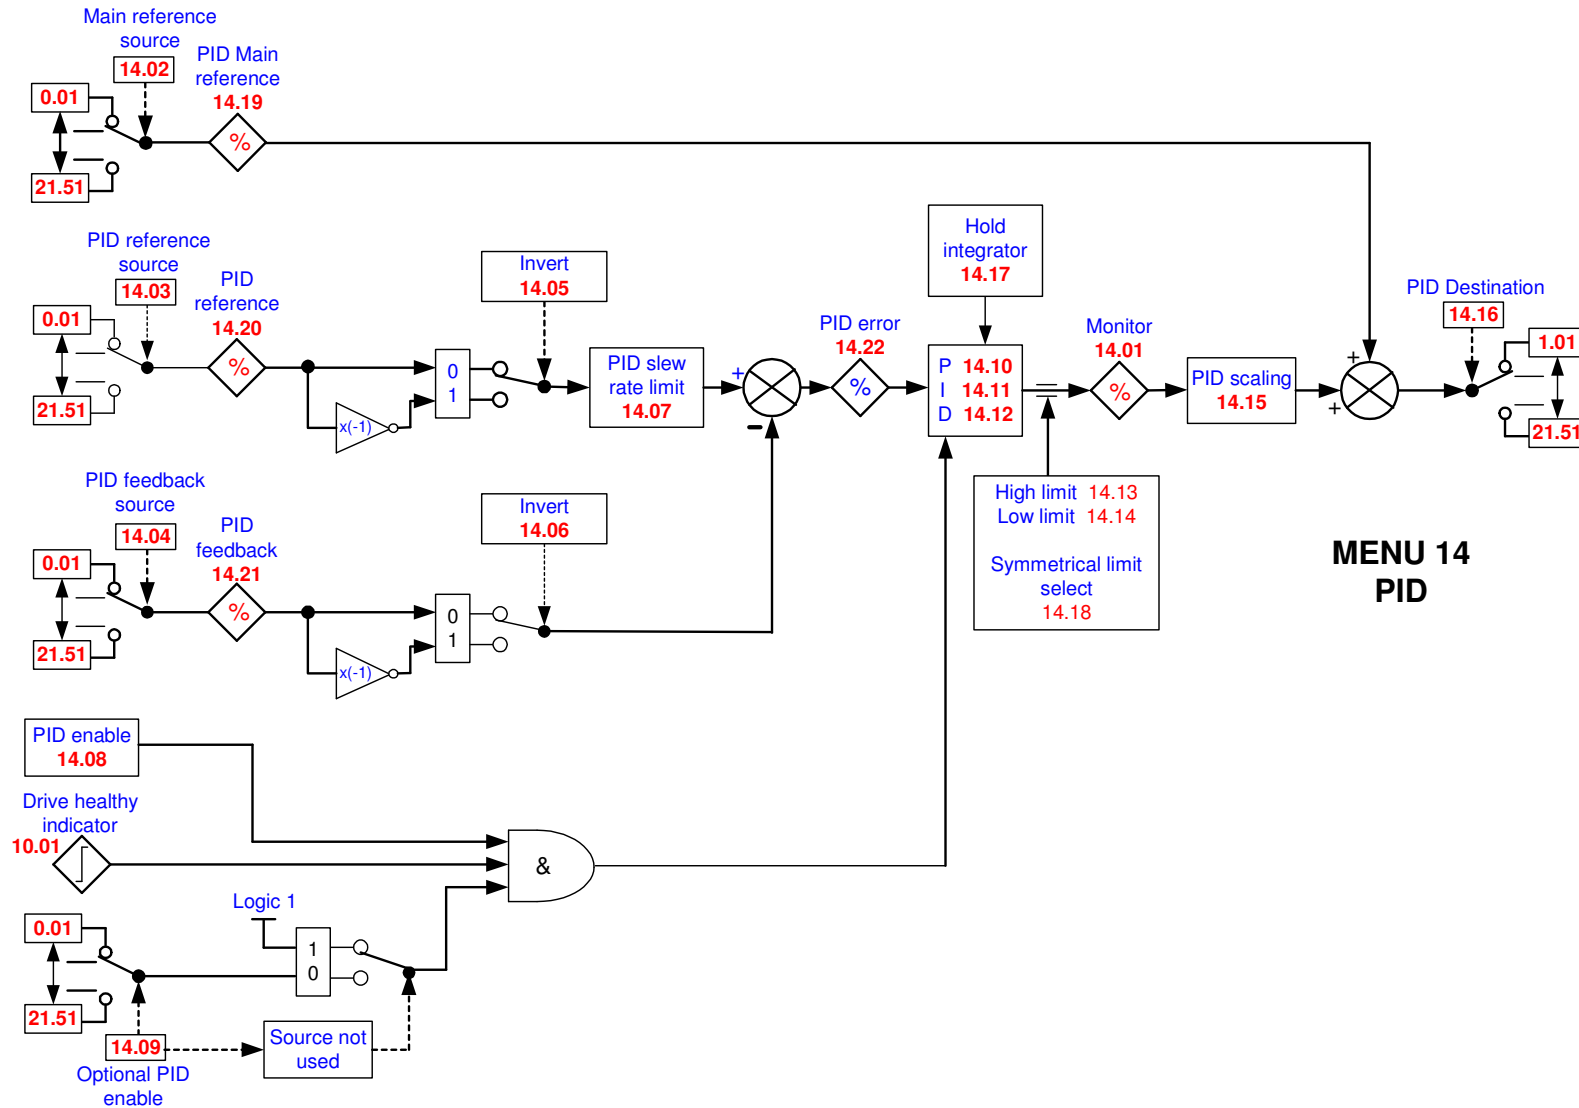 Main reference
source
14.02
PID Main
reference
14.19
0.01
21.51
%
PID reference
source
14.03
PID
reference
14.20
0.01
21.51
%
x(-1)
0
1
Invert
14.05
PID slew
rate limit
14.07
+
-
PID error
14.22
%
Hold
integrator
14.17
P 14.10
I 14.11
D 14.12
Monitor
14.01
%
PID scaling
14.15
+
+
PID Destination
14.16
1.01
21.51
High limit 14.13
Low limit 14.14
Symmetrical limit
select
14.18
MENU 14
PID
PID feedback
source
14.04
PID
feedback
14.21
0.01
21.51
%
x(-1)
0
1
Invert
14.06
PID enable
14.08
Drive healthy
indicator
10.01
&
Logic 1
1
0
0.01
21.51
14.09
Optional PID
enable
Source not
used